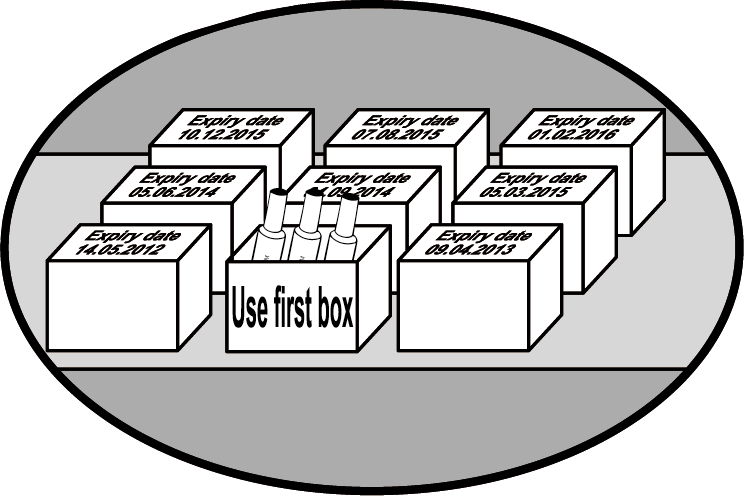 Expiry date
10.12.2015
Expiry date
07.08.2015
Expiry date
01.02.2016
Expiry date
05.06.2014
Expiry date
Expiry date
05.03.2015
Expiry date
14.05.2012
Use first box
Expiry date
09.04.2013